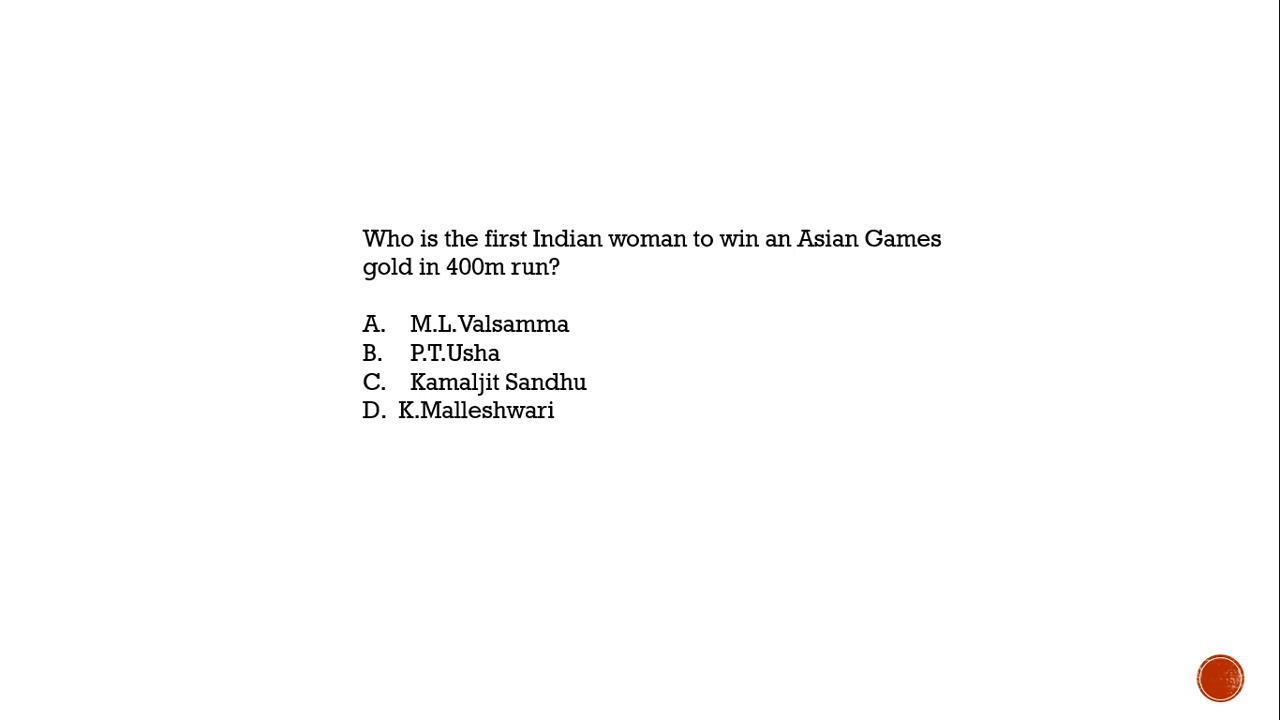 Who is the first Indian woman to win an Asian Games
gold in 400m run?
A. M.L.Valsamma
B. P.T.Usha
C. Kamaljit Sandhu
D. K.Malleshwari